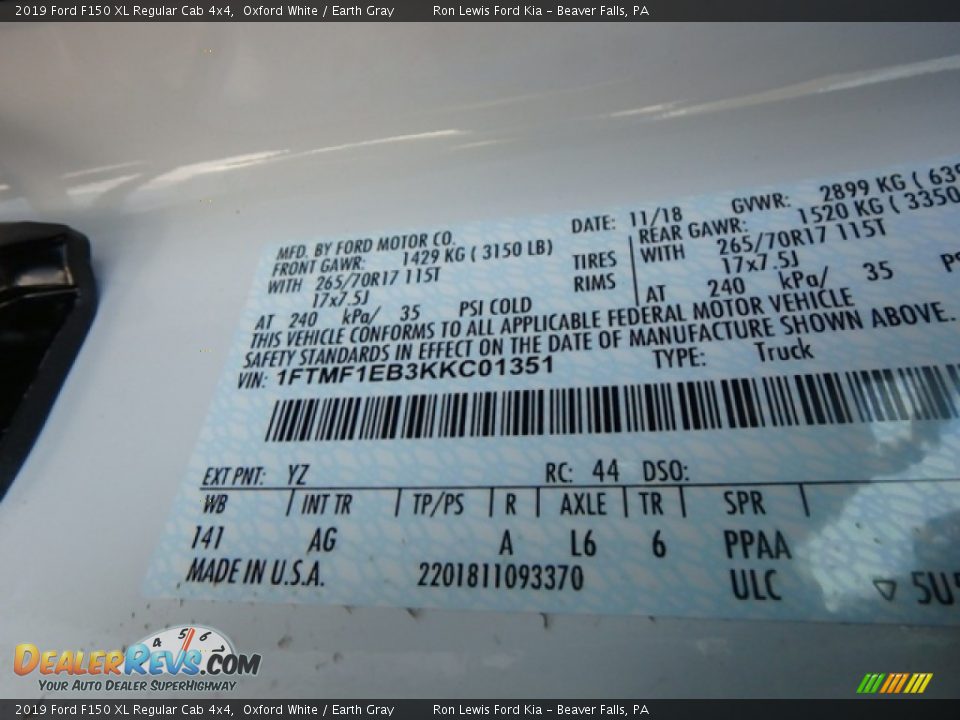 2019 Ford F150 XL Regular Cab 4x4, Oxford White / Earth Gray Ron Lewis Ford Kia – Beaver Falls, PA
MFD. BY FORD MOTOR CO. DATE: 11/18 GVWR: 2899 KG (
FRONT GAWR: 1429 KG ( 3150 LB) REAR GAWR: 1520 KG ( 3350
WITH 265/70R17 115T TIRES WITH 265/70R17 115T
17x7.5J RIMS 17x7.5J
AT 240 kPa/ 35 PSI COLD AT 240 kPa/ 35
THIS VEHICLE CONFORMS TO ALL APPLICABLE FEDERAL MOTOR VEHICLE
SAFETY STANDARDS IN EFFECT ON THE DATE OF MANUFACTURE SHOWN ABOVE.
VIN: 1FTMF1EB3KKC01351 TYPE: Truck
EXT PNT: YZ RC: 44 DSO:
WB INT TR TP/PS R AXLE TR SPR
141 AG A L6 6 PPAA
MADE IN U.S.A. 2201811093370 ULC
4 5 6
DealerRevs.com
Your Auto Dealer SuperHighway
2019 Ford F150 XL Regular Cab 4x4, Oxford White / Earth Gray Ron Lewis Ford Kia – Beaver Falls, PA